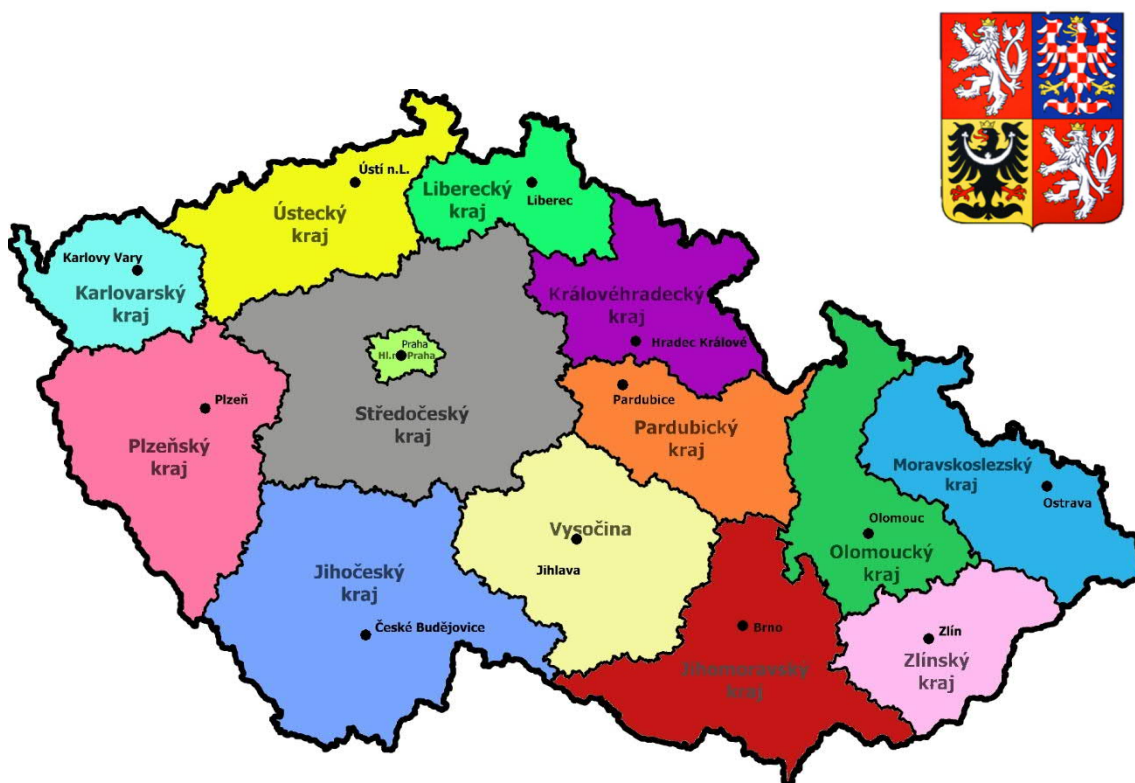 Ústí n.L.
Ústecký
kraj
Liberecký
kraj
Liberec
Karlovy Vary
Karlovarský
kraj
Královéhradecký
kraj
Hradec Králové
Praha
Hl. Praha
Plzeň
Plzeňský
kraj
Středočeský
kraj
Pardubice
Pardubický
kraj
Moravskoslezský
kraj
Ostrava
Olomouc
Olomoucký
kraj
Vysočina
Jihlava
Jihočeský
kraj
České Budějovice
Brno
Jihomoravský
kraj
Zlín
Zlínský
kraj